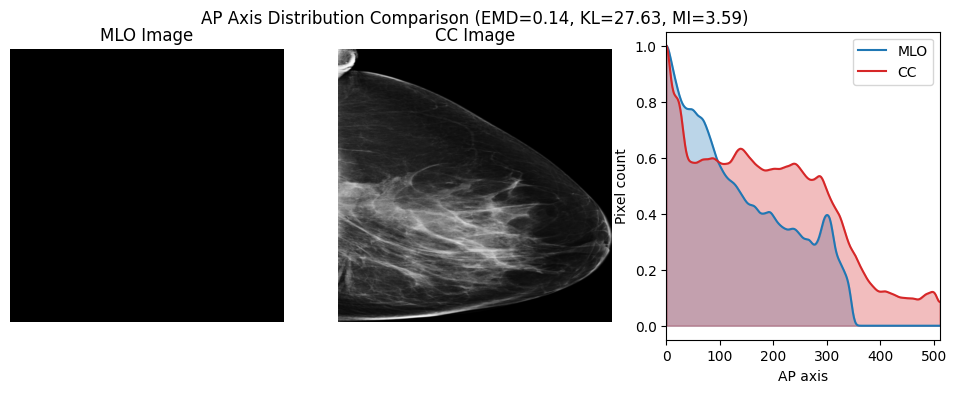 AP Axis Distribution Comparison (EMD=0.14, KL=27.63, MI=3.59)
MLO Image
CC Image
MLO
CC
Pixel count
1.0
0.8
0.6
0.4
0.2
0.0
0 100 200 300 400 500
AP axis